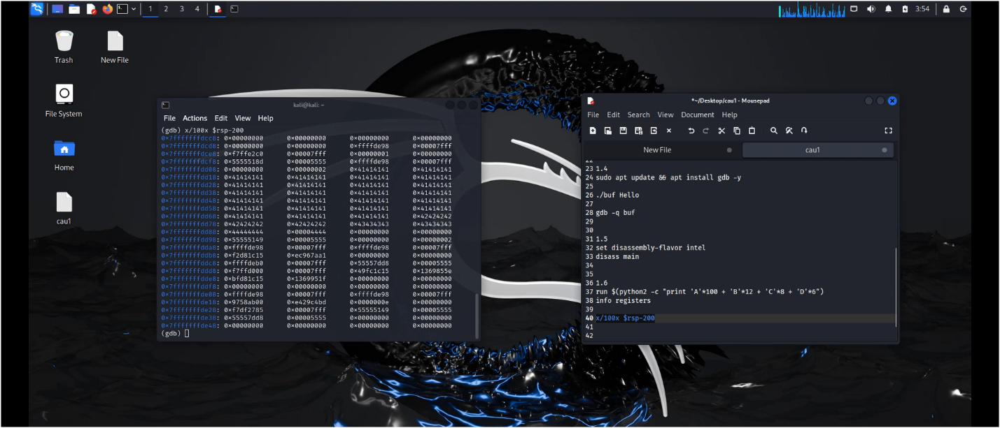 1 2 3 4
3:54
Trash
New File
File System
Home
cau1
kali@kali: ~
File Actions Edit View Help
(gdb) x/100x $rsp-200
0x7fffffffdcc8: 0x00000000 0x00000000 0x00000000 0x00000000
0x7fffffffdcd8: 0x00000000 0x00000000 0xffffde98 0x00007fff
0x7fffffffdce8: 0xf7ffe2c0 0x00007fff 0x00000001 0x00000000
0x7fffffffdcf8: 0x5555518d 0x00005555 0xffffde98 0x00007fff
0x7fffffffdd08: 0x00000000 0x00000002 0x41414141 0x41414141
0x7fffffffdd18: 0x41414141 0x41414141 0x41414141 0x41414141
0x7fffffffdd28: 0x41414141 0x41414141 0x41414141 0x41414141
0x7fffffffdd38: 0x41414141 0x41414141 0x41414141 0x41414141
0x7fffffffdd48: 0x41414141 0x41414141 0x41414141 0x41414141
0x7fffffffdd58: 0x41414141 0x41414141 0x41414141 0x41414141
0x7fffffffdd68: 0x41414141 0x41414141 0x41414141 0x42424242
0x7fffffffdd78: 0x42424242 0x42424242 0x43434343 0x43434343
0x7fffffffdd88: 0x44444444 0x00004444 0x00000000 0x00000000
0x7fffffffdd98: 0x55555149 0x00005555 0x00000000 0x00000002
0x7fffffffdda8: 0xffffde98 0x00007fff 0xffffde98 0x00007fff
0x7fffffffddb8: 0xf2d81c15 0xec967aa1 0x00000000 0x00000000
0x7fffffffddc8: 0xffffdeb0 0x00007fff 0x55557dd8 0x00005555
0x7fffffffddd8: 0xf7ffd000 0x00007fff 0x49fc1c15 0x1369855e
0x7fffffffdde8: 0xbfd81c15 0x1369951f 0x00000000 0x00000000
0x7fffffffddf8: 0x00000000 0x00000000 0x00000000 0x00000000
0x7fffffffde08: 0xffffde98 0x00007fff 0xffffde98 0x00007fff
0x7fffffffde18: 0x9758ab00 0xe429c4bd 0x0000000e 0x00000000
0x7fffffffde28: 0xf7df2785 0x00007fff 0x55555149 0x00005555
0x7fffffffde38: 0x55557dd8 0x00005555 0x00000000 0x00000000
0x7fffffffde48: 0x00000000 0x00000000 0x00000000 0x00000000
(gdb)
*~/Desktop/cau1 - Mousepad
File Edit Search View Document Help
New File
cau1
22
23 1.4
24 sudo apt update && apt install gdb -y
25
26 ./buf Hello
27
28 gdb -q buf
29
30
31 1.5
32 set disassembly-flavor intel
33 disass main
34
35
36 1.6
37 run $(python2 -c "print 'A'*100 + 'B'*12 + 'C'*8 + 'D'*6")
38 info registers
39
40 x/100x $rsp-200
41
42